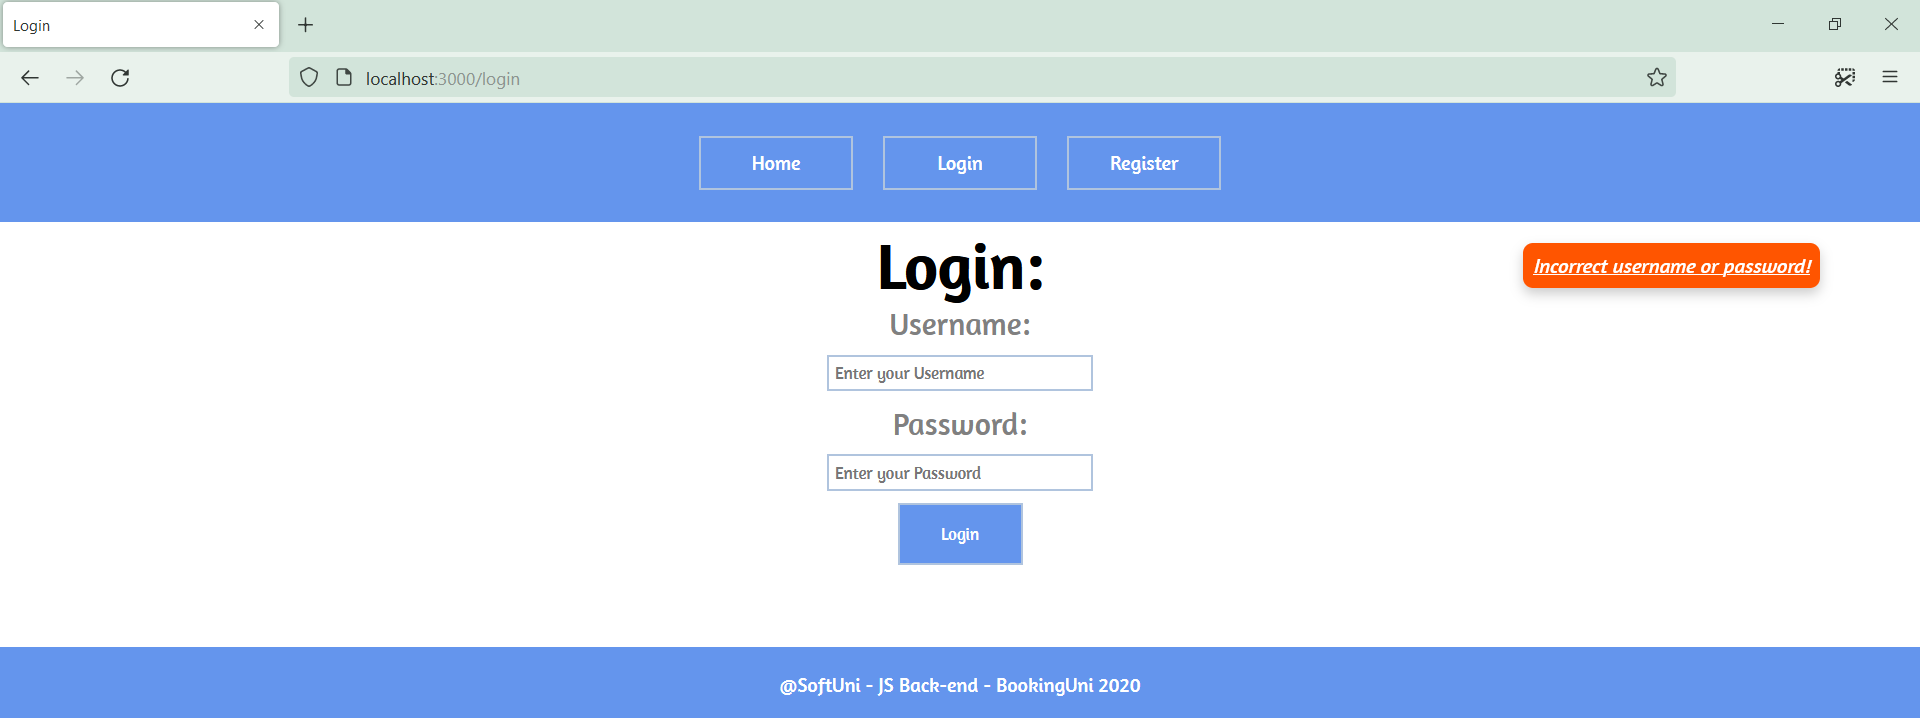 Login
localhost:3000/login
Home Login Register
Login:
Incorrect username or password!
Username:
Enter your Username
Password:
Enter your Password
Login
@SoftUni - JS Back-end - BookingUni 2020